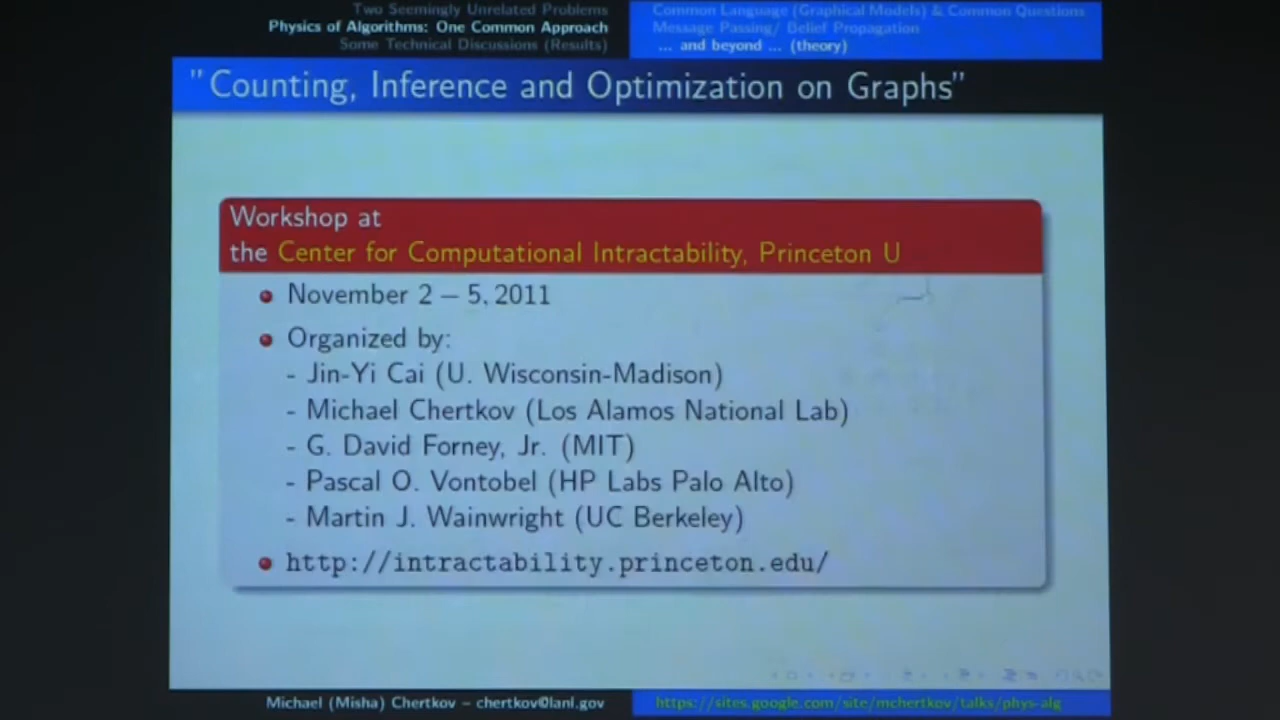 Two Seemingly Unrelated Problems
Physics of Algorithms: One Common Approach
Some Technical Discussions (Results)
Common Language (Graphical Models) & Common Questions
Message Passing/ Belief Propagation
... and beyond ... (theory)
"Counting, Inference and Optimization on Graphs"
Workshop at
the Center for Computational Intractability, Princeton U
November 2 – 5, 2011
Organized by:
- Jin-Yi Cai (U. Wisconsin-Madison)
- Michael Chertkov (Los Alamos National Lab)
- G. David Forney, Jr. (MIT)
- Pascal O. Vontobel (HP Labs Palo Alto)
- Martin J. Wainwright (UC Berkeley)
http://intractability.princeton.edu/
Michael (Misha) Chertkov – chertkov@lanl.gov
https://sites.google.com/site/mchertkov/talks/phys-alg